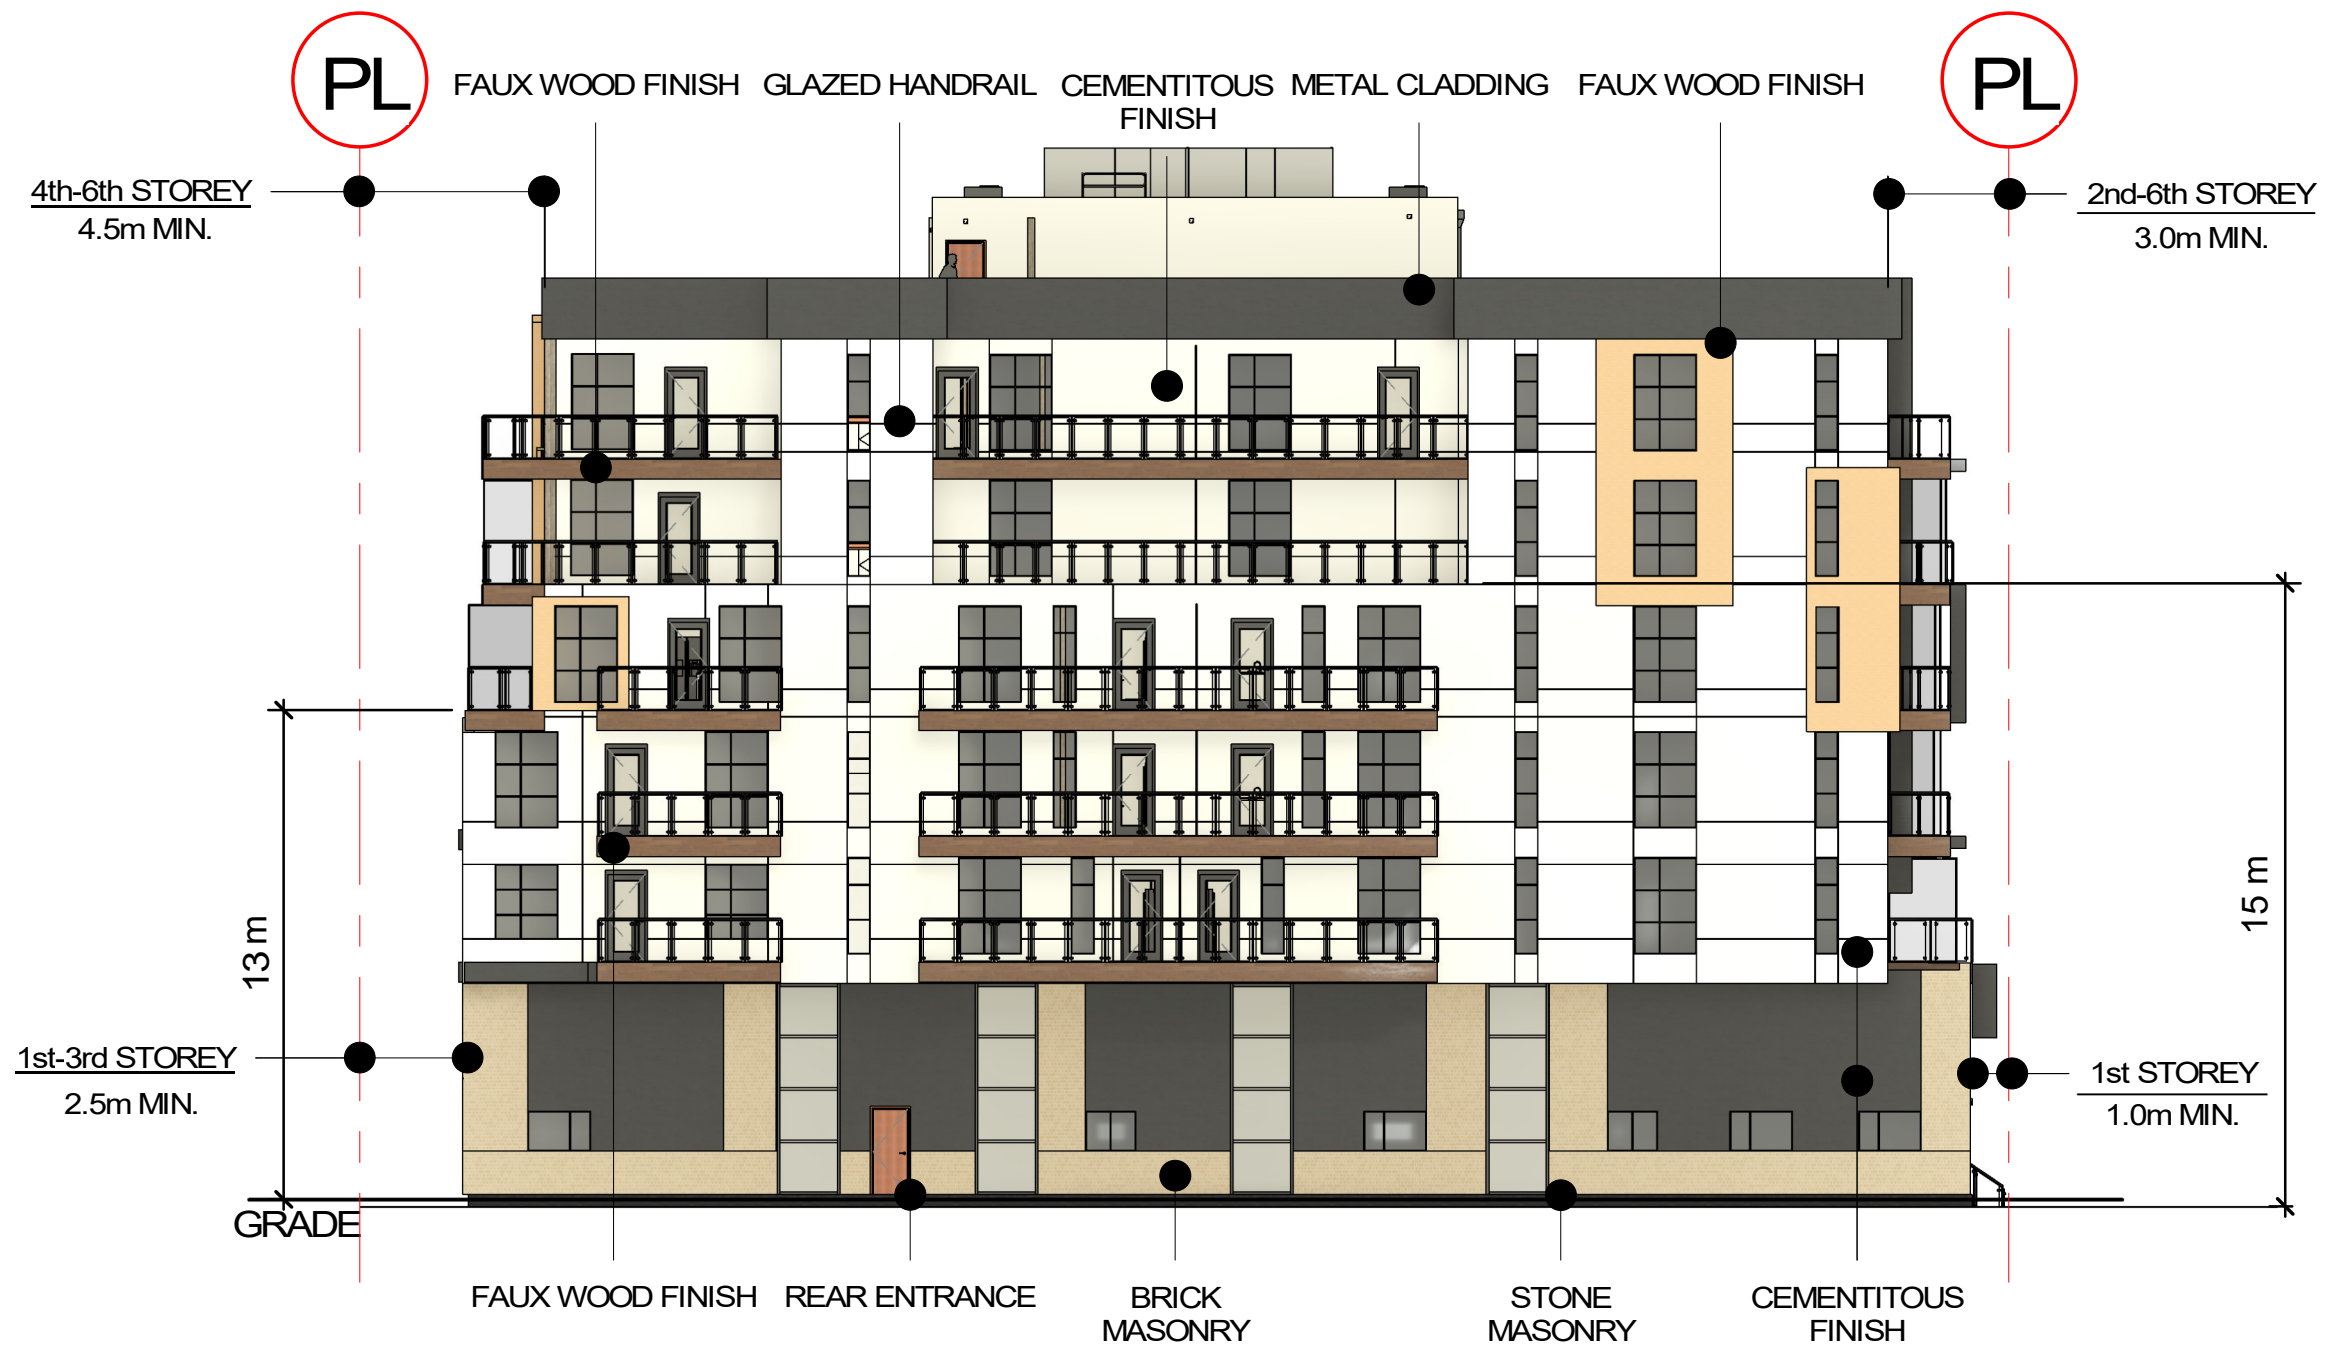 PL
PL
FAUX WOOD FINISH
GLAZED HANDRAIL
CEMENTITOUS
FINISH
METAL CLADDING
FAUX WOOD FINISH
4th-6th STOREY
4.5m MIN.
2nd-6th STOREY
3.0m MIN.
13 m
15 m
1st-3rd STOREY
2.5m MIN.
1st STOREY
1.0m MIN.
GRADE
FAUX WOOD FINISH
REAR ENTRANCE
BRICK
MASONRY
STONE
MASONRY
CEMENTITOUS
FINISH